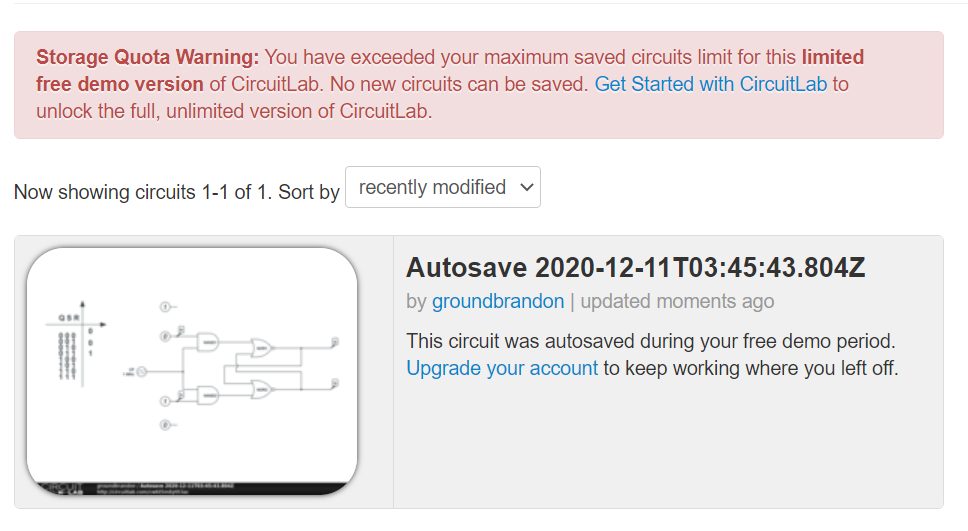 Storage Quota Warning: You have exceeded your maximum saved circuits limit for this limited
free demo version of CircuitLab. No new circuits can be saved. Get Started with CircuitLab to
unlock the full, unlimited version of CircuitLab.
Now showing circuits 1-1 of 1. Sort by recently modified
Autosave 2020-12-11T03:45:43.804Z
by groundbrandon | updated moments ago
This circuit was autosaved during your free demo period.
Upgrade your account to keep working where you left off.
Q S R